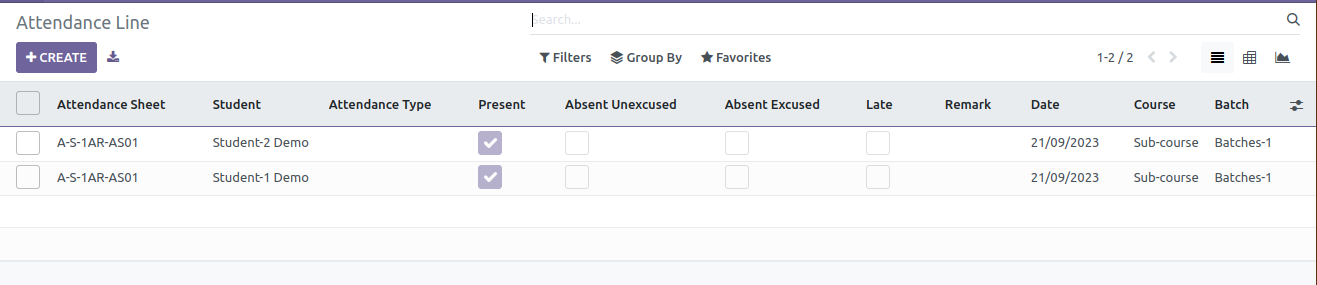 Attendance Line
Search...
+ CREATE
Filters Group By Favorites
1-2 / 2
Attendance Sheet Student Attendance Type Present Absent Unexcused Absent Excused Late Remark Date Course Batch
A-S-1AR-AS01 Student-2 Demo 21/09/2023 Sub-course Batches-1
A-S-1AR-AS01 Student-1 Demo 21/09/2023 Sub-course Batches-1